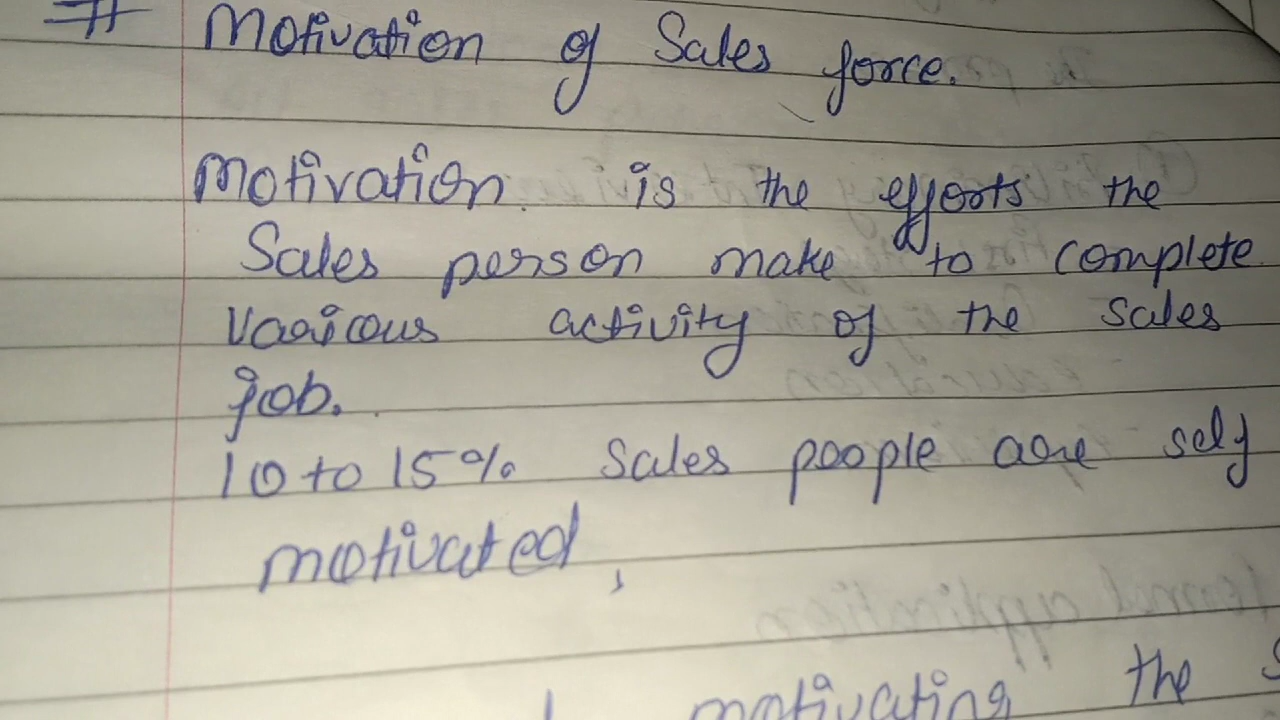 # Motivation of Sales force.
Motivation is the efforts the
Sales person make to complete
various activity of the sales
job.
10 to 15% Sales people are self
motivated,
motivating the